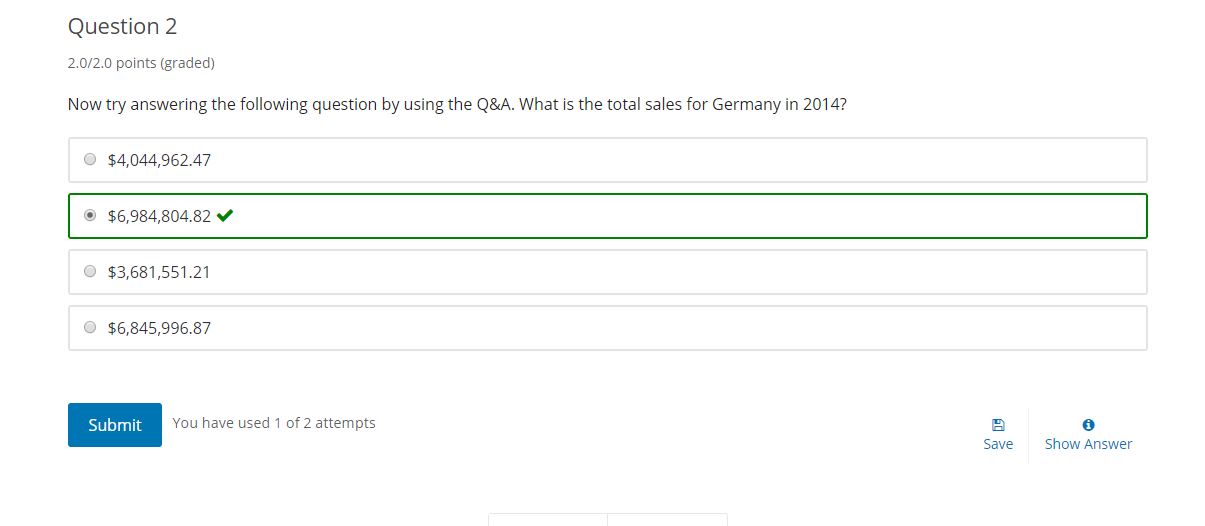 Question 2
2.0/2.0 points (graded)
Now try answering the following question by using the Q&A. What is the total sales for Germany in 2014?
$4,044,962.47
$6,984,804.82
$3,681,551.21
$6,845,996.87
Submit
You have used 1 of 2 attempts
Save
Show Answer